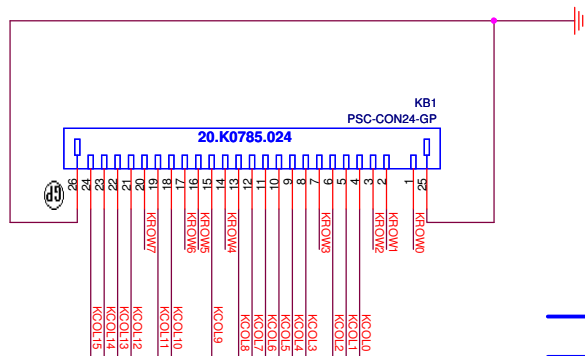 KB1
PSC-CON24-GP
20.K0785.024
GP
26
24
23
22
21
20
19
18
17
16
15
14
13
12
11
10
9
8
7
6
5
4
3
2
1
25
KROW7
KROW6
KROW5
KROW4
KROW3
KROW2
KROW1
KROW0
KCOL15
KCOL14
KCOL13
KCOL12
KCOL11
KCOL10
KCOL9
KCOL8
KCOL7
KCOL6
KCOL5
KCOL4
KCOL3
KCOL2
KCOL1
KCOL0